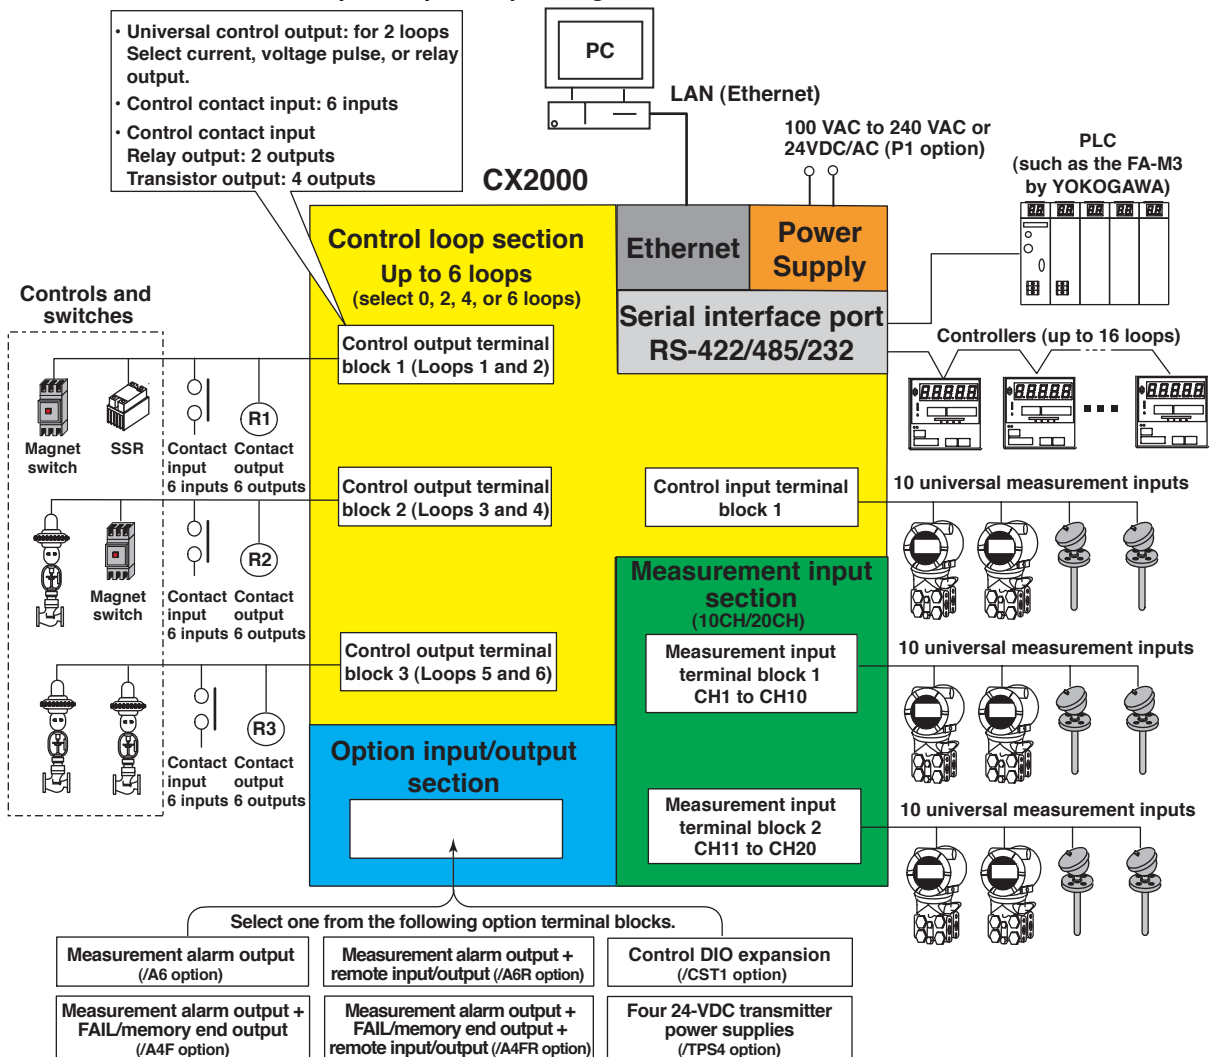 ・Universal control output: for 2 loops
Select current, voltage pulse, or relay
output.
・Control contact input: 6 inputs
・Control contact input
Relay output: 2 outputs
Transistor output: 4 outputs
PC
LAN (Ethernet)
100 VAC to 240 VAC or
24VDC/AC (P1 option)
PLC
(such as the FA-M3
by YOKOGAWA)
CX2000
Control loop section
Up to 6 loops
(select 0, 2, 4, or 6 loops)
Ethernet
Power
Supply
Serial interface port
RS-422/485/232
Controllers (up to 16 loops)
Controls and
switches
Control output terminal
block 1 (Loops 1 and 2)
Magnet
switch
SSR
Contact
input
6 inputs
R1
Contact
output
6 outputs
Control output terminal
block 2 (Loops 3 and 4)
Magnet
switch
Contact
input
6 inputs
R2
Contact
output
6 outputs
Control output terminal
block 3 (Loops 5 and 6)
Contact
input
6 inputs
R3
Contact
output
6 outputs
Control input terminal
block 1
10 universal measurement inputs
Measurement input
section
(10CH/20CH)
Measurement input
terminal block 1
CH1 to CH10
10 universal measurement inputs
Measurement input
terminal block 2
CH11 to CH20
10 universal measurement inputs
Option input/output
section
Select one from the following option terminal blocks.
Measurement alarm output
(/A6 option)
Measurement alarm output +
remote input/output (/A6R option)
Control DIO expansion
(/CST1 option)
Measurement alarm output +
FAIL/memory end output
(/A4F option)
Measurement alarm output +
FAIL/memory end output +
remote input/output (/A4FR option)
Four 24-VDC transmitter
power supplies
(/TPS4 option)